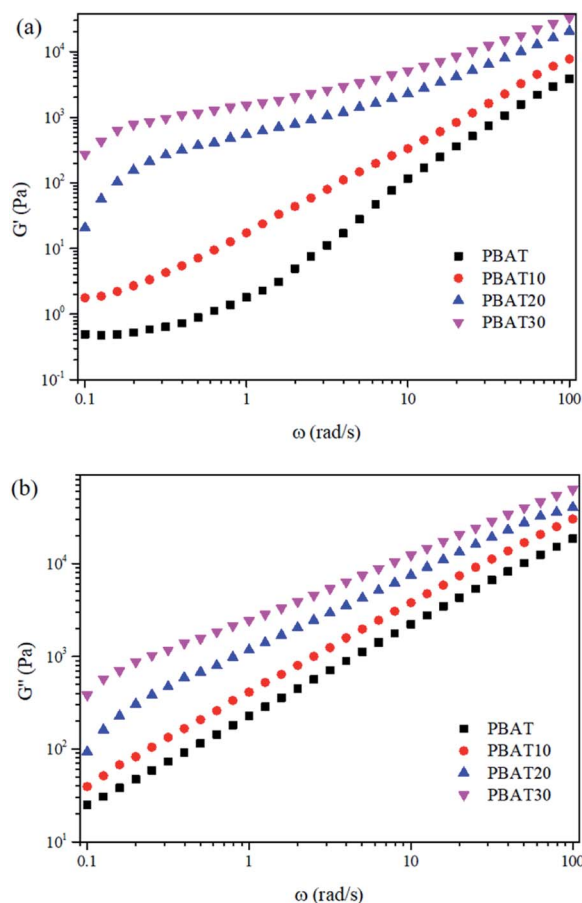 (a)
10⁴
10³
10²
10¹
10⁰
10⁻¹
G' (Pa)
PBAT
PBAT10
PBAT20
PBAT30
0.1 1 10 100
ω (rad/s)
(b)
10⁴
10³
10²
10¹
G" (Pa)
PBAT
PBAT10
PBAT20
PBAT30
0.1 1 10 100
ω (rad/s)